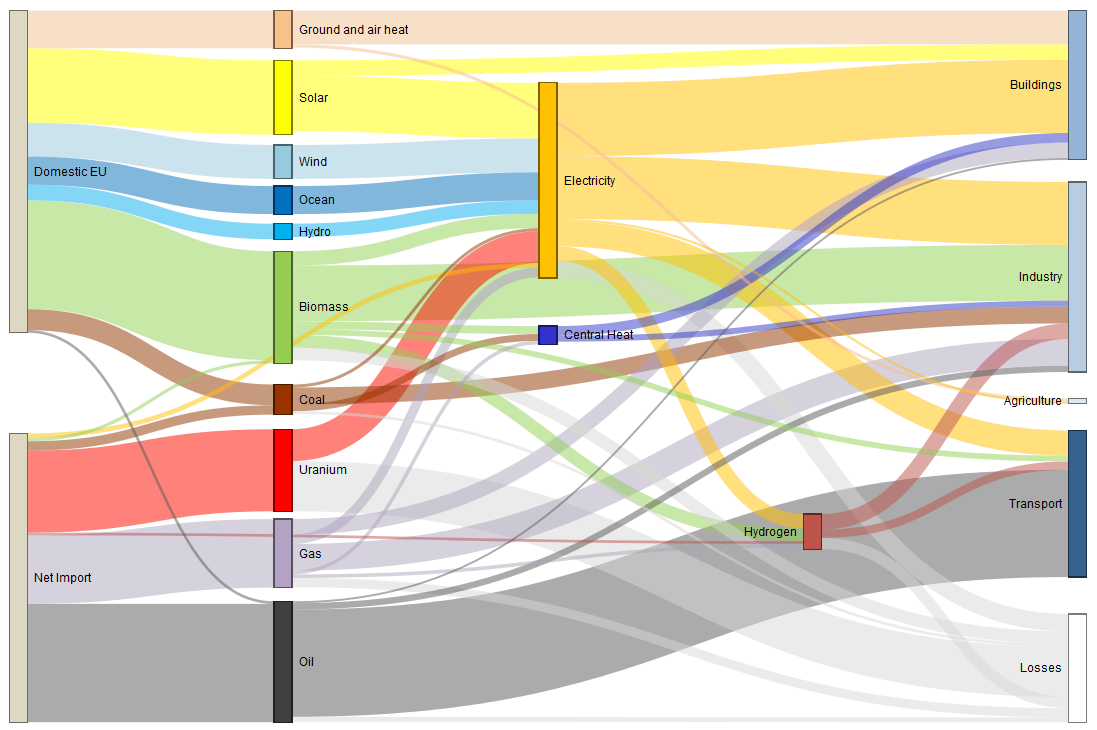 Ground and air heat
Buildings
Solar
Wind
Domestic EU
Electricity
Ocean
Hydro
Industry
Biomass
Central Heat
Coal
Agriculture
Uranium
Transport
Hydrogen
Gas
Net Import
Oil
Losses